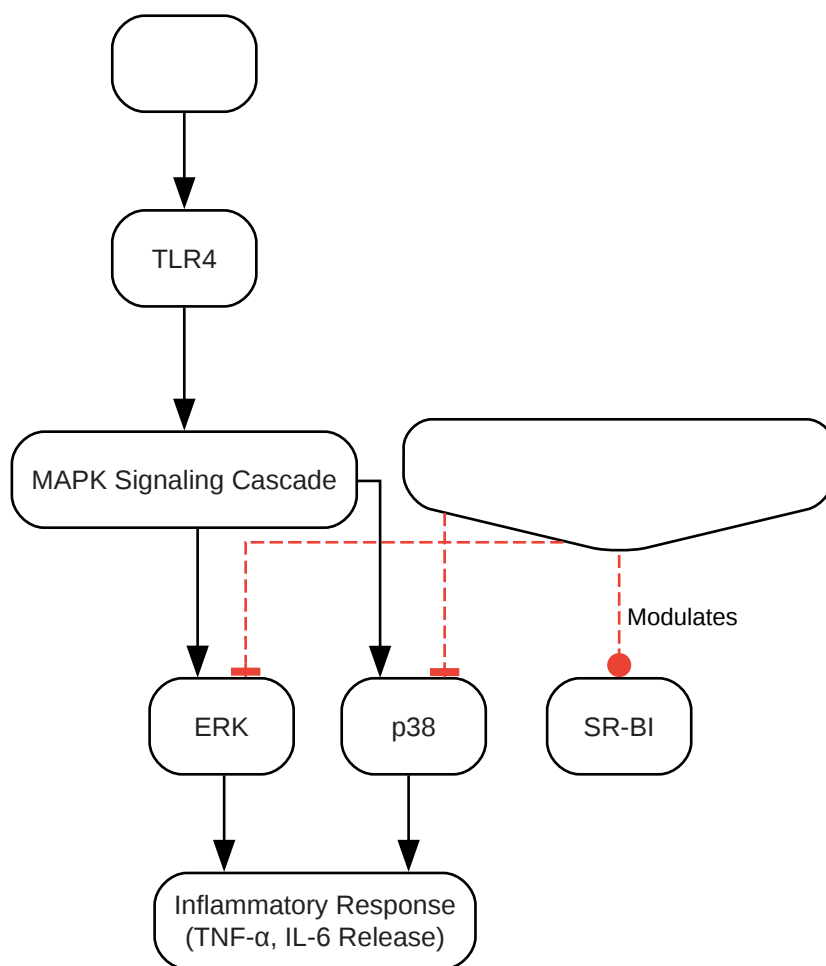 TLR4
MAPK Signaling Cascade
Modulates
ERK
p38
SR-BI
Inflammatory Response
(TNF-α, IL-6 Release)